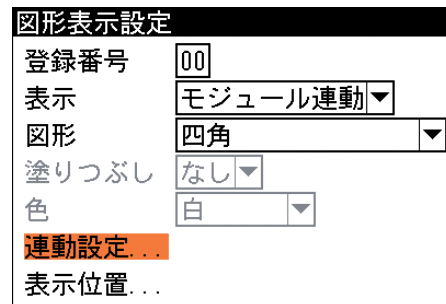 図形表示設定
登録番号 00
表示 モジュール連動
図形 四角
塗りつぶし なし
色 白
連動設定...
表示位置...